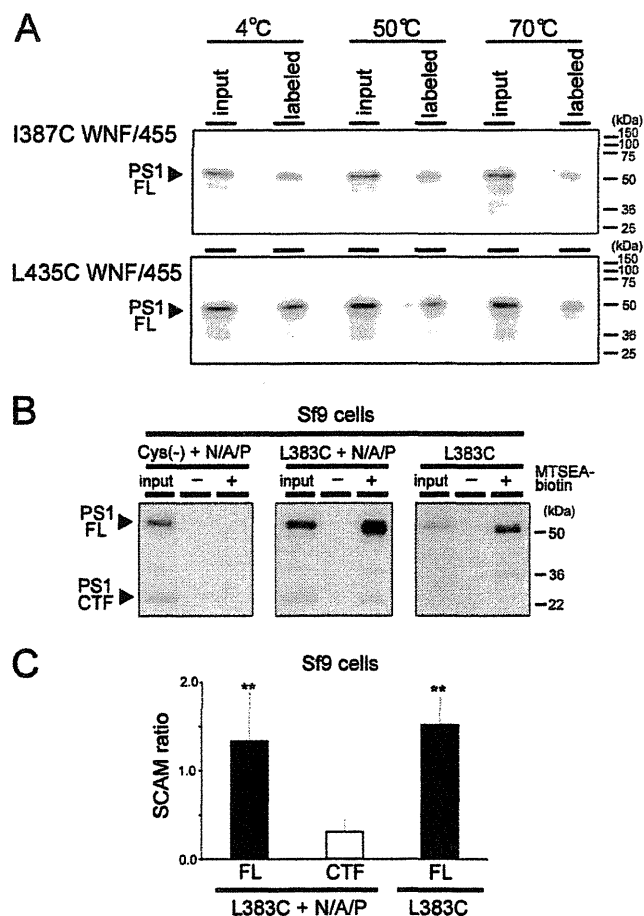 A
4°C 50°C 70°C
input labeled input labeled input labeled
(kDa)
I387C WNF/455
PS1
FL
150
100
75
50
36
25
(kDa)
L435C WNF/455
PS1
FL
150
100
75
50
36
25
B
Sf9 cells
Cys(-) + N/A/P L383C + N/A/P L383C
input − + input − + input − + MTSEA-
biotin
PS1
FL
PS1
CTF
(kDa)
50
36
22
C
Sf9 cells
SCAM ratio
2.0
1.0
0.0
** **
FL CTF FL
L383C + N/A/P L383C